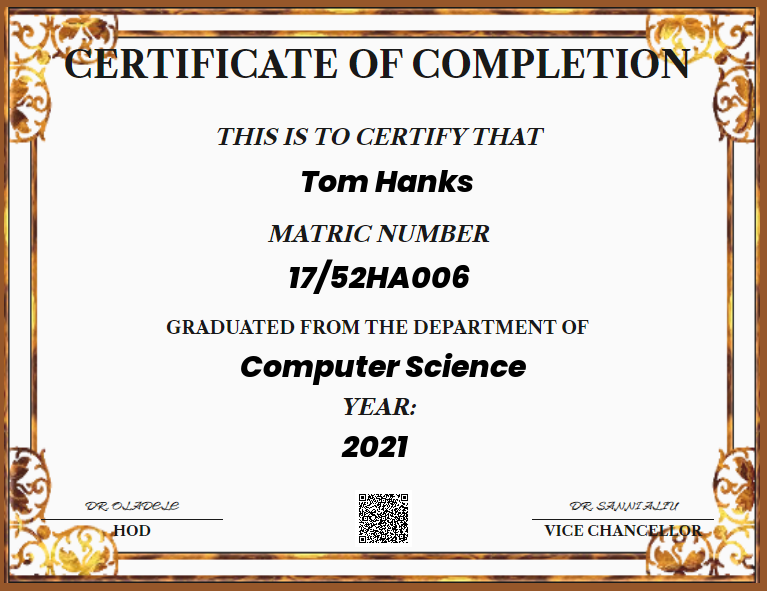 CERTIFICATE OF COMPLETION
THIS IS TO CERTIFY THAT
Tom Hanks
MATRIC NUMBER
17/52HA006
GRADUATED FROM THE DEPARTMENT OF
Computer Science
YEAR:
2021
DR. OLADELE
HOD
DR. SANNI ALIU
VICE CHANCELLOR